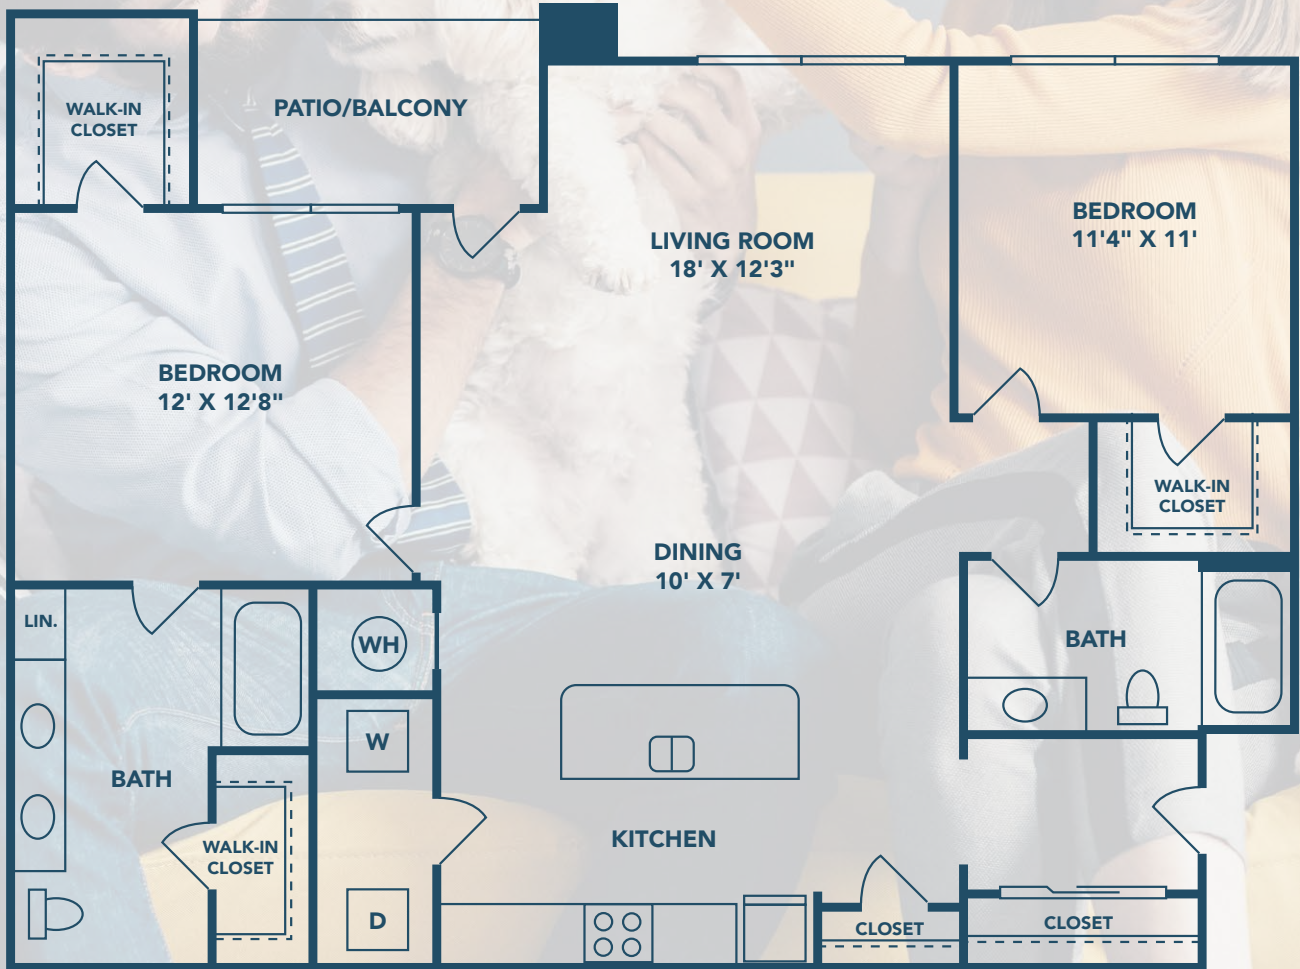 WALK-IN
CLOSET
PATIO/BALCONY
LIVING ROOM
18' X 12'3"
BEDROOM
11'4" X 11'
BEDROOM
12' X 12'8"
WALK-IN
CLOSET
DINING
10' X 7'
LIN.
WH
BATH
W
BATH
KITCHEN
WALK-IN
CLOSET
D
CLOSET
CLOSET